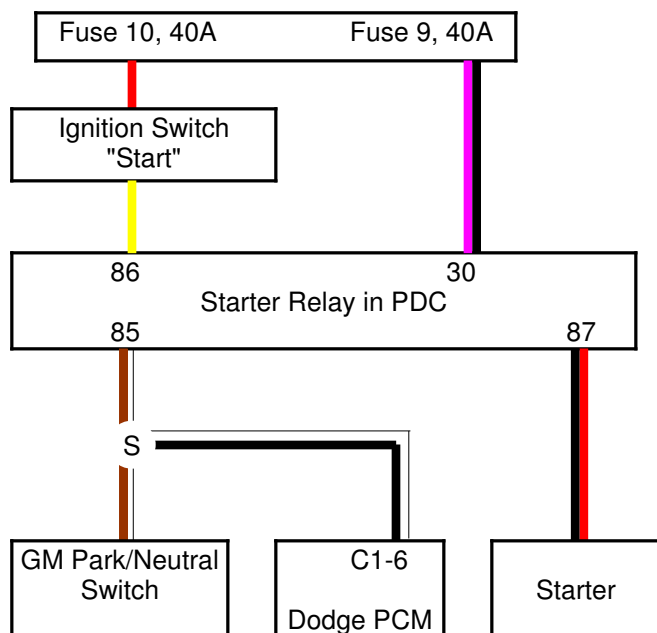 Fuse 10, 40A
Fuse 9, 40A
Ignition Switch
"Start"
86
30
Starter Relay in PDC
85
87
S
GM Park/Neutral
Switch
C1-6
Dodge PCM
Starter